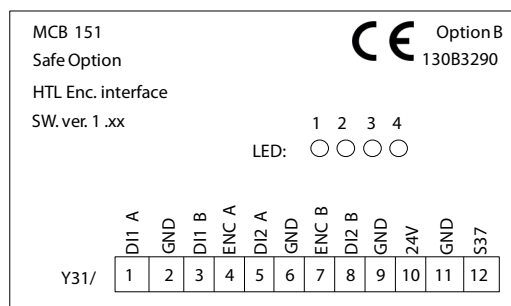 MCB 151
Safe Option
HTL Enc. interface
SW. ver. 1 .xx
CE
Option B
130B3290
LED: 1 2 3 4
DI1 A GND DI1 B ENC A DI2 A GND ENC B DI2 B GND 24V GND S37
Y31/ 1 2 3 4 5 6 7 8 9 10 11 12